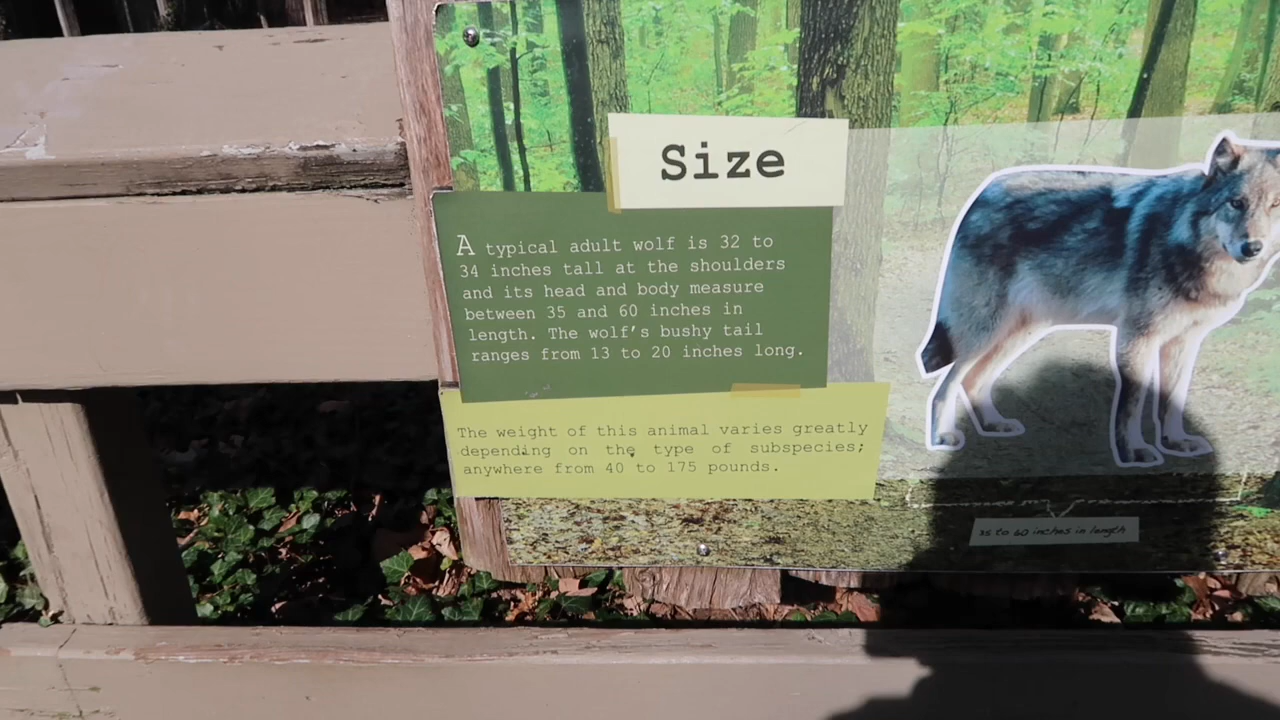 Size
A typical adult wolf is 32 to
34 inches tall at the shoulders
and its head and body measure
between 35 and 60 inches in
length. The wolf's bushy tail
ranges from 13 to 20 inches long.
The weight of this animal varies greatly
depending on the type of subspecies;
anywhere from 40 to 175 pounds.
35 to 60 inches in length